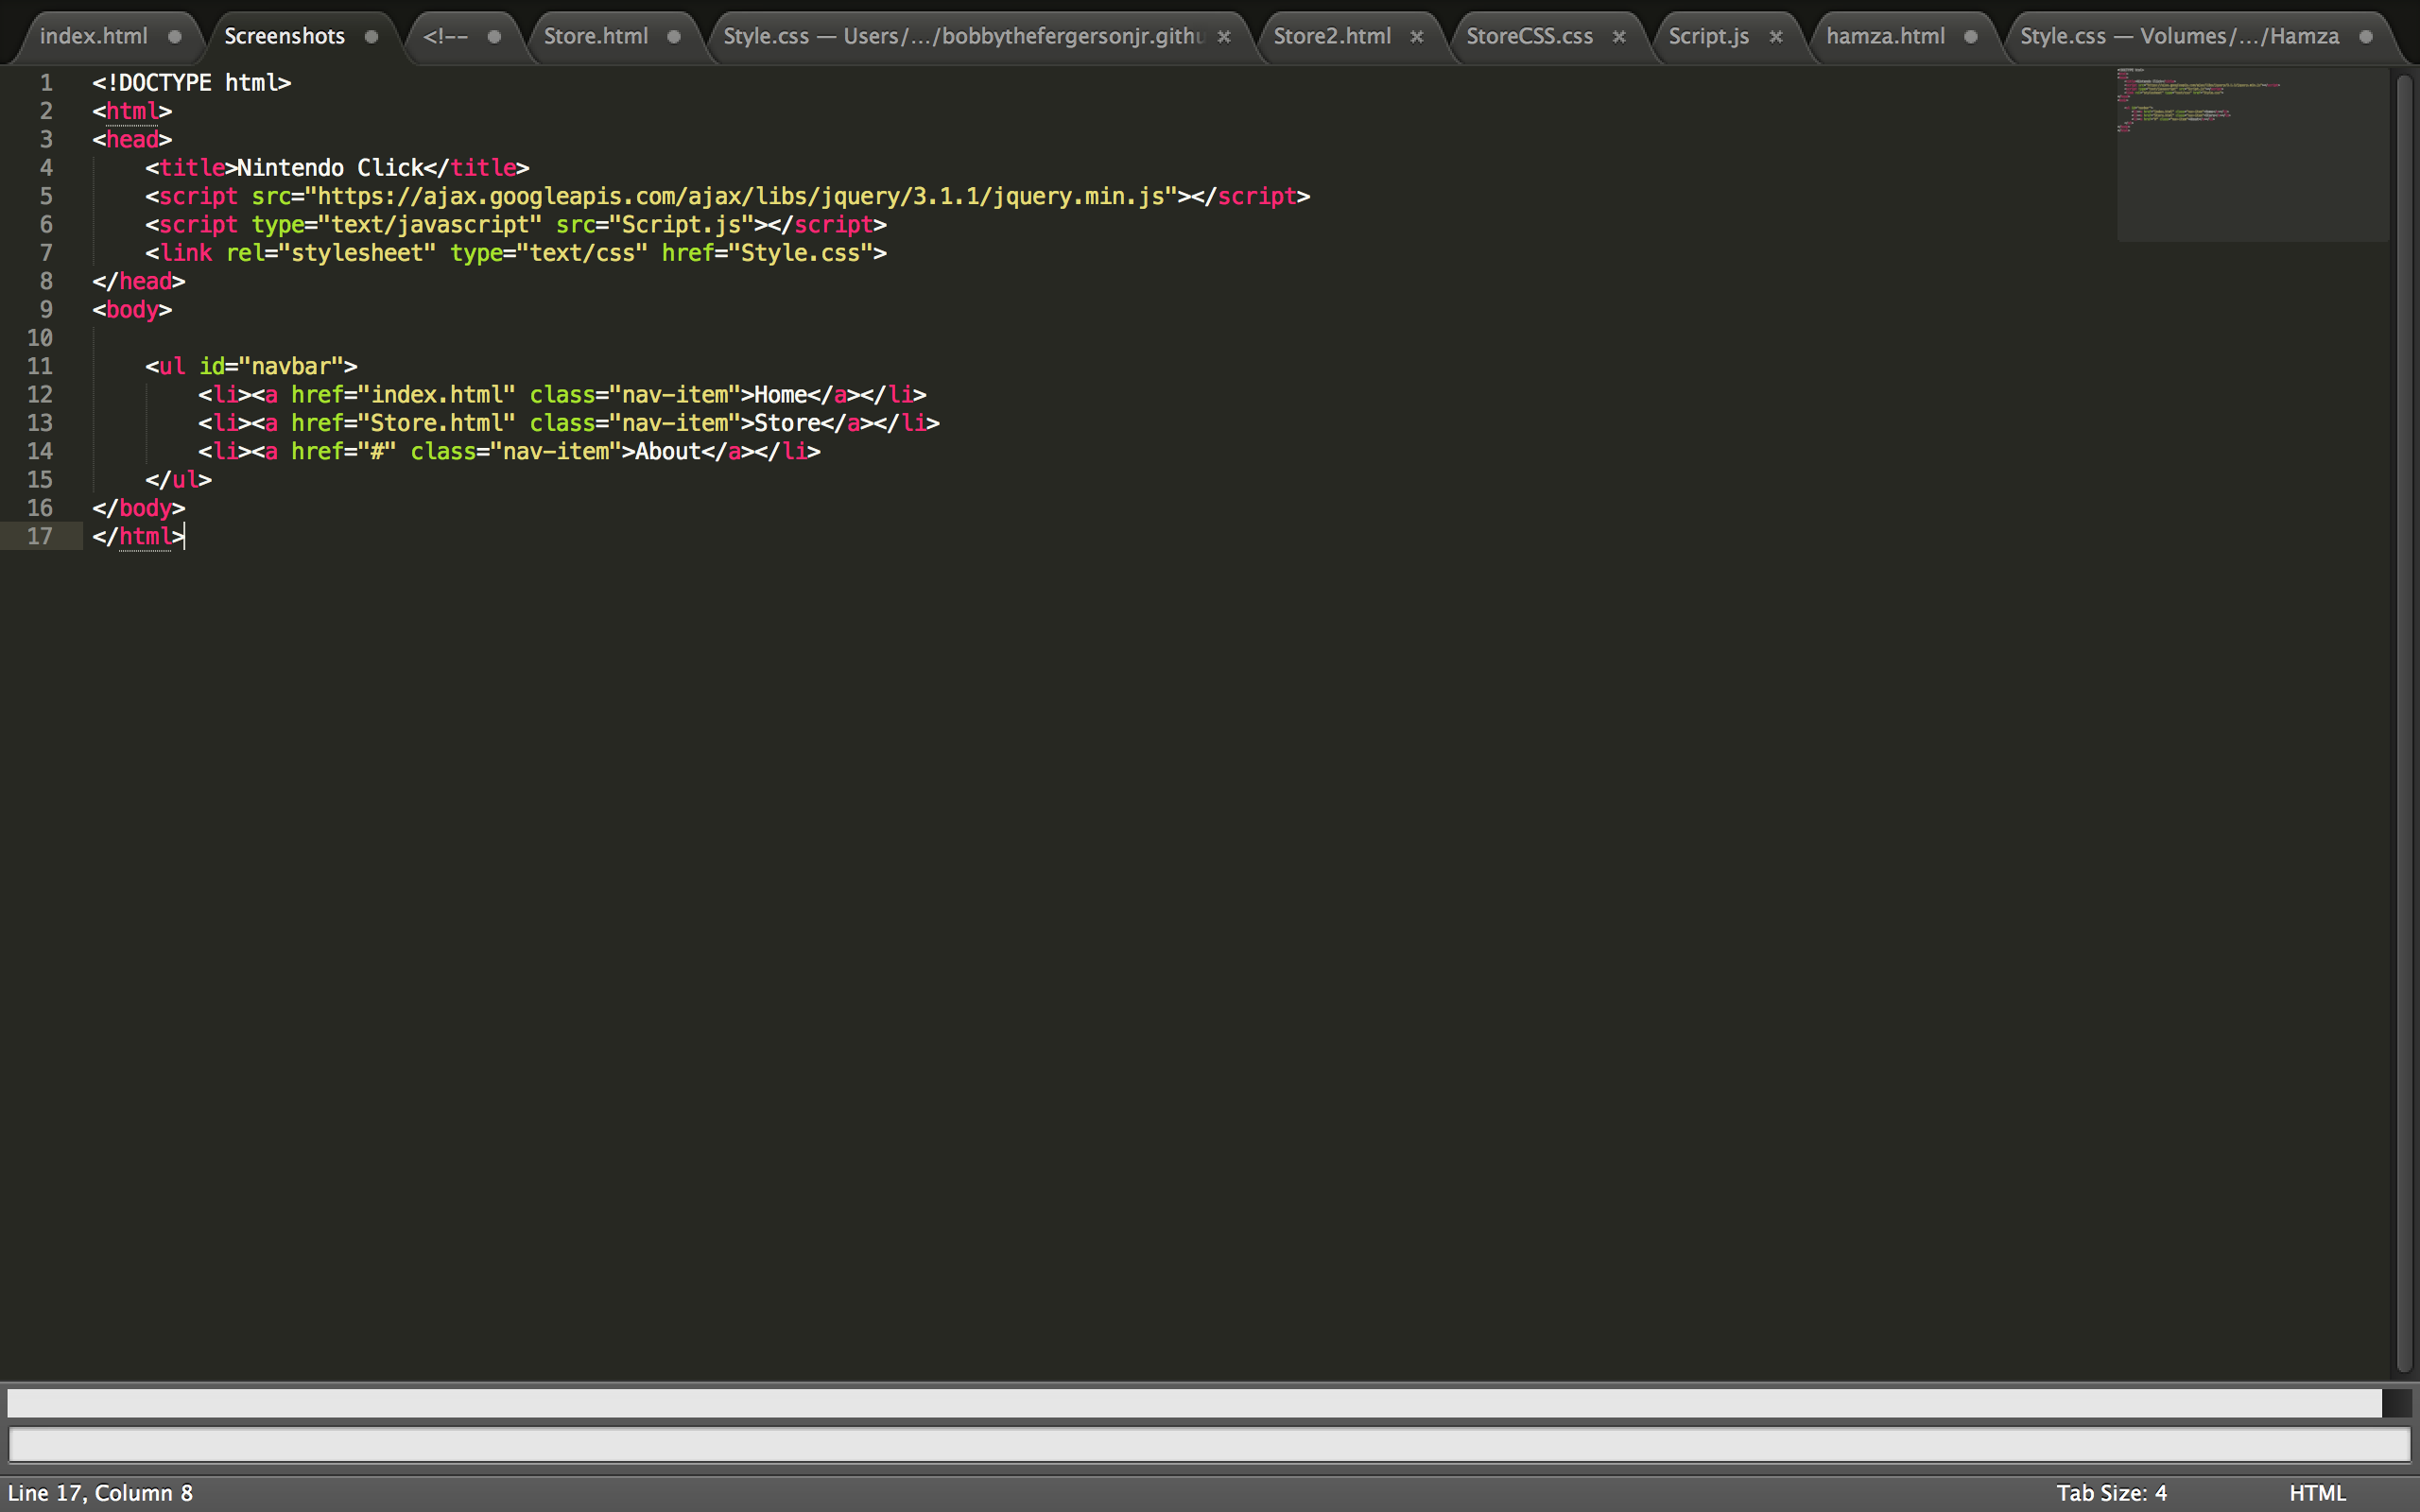 index.html Screenshots <!-- Store.html Style.css — Users/.../bobbythefergersonjr.githu Store2.html StoreCSS.css Script.js hamza.html Style.css — Volumes/.../Hamza
1 <!DOCTYPE html>
2 <html>
3 <head>
4     <title>Nintendo Click</title>
5     <script src="https://ajax.googleapis.com/ajax/libs/jquery/3.1.1/jquery.min.js"></script>
6     <script type="text/javascript" src="Script.js"></script>
7     <link rel="stylesheet" type="text/css" href="Style.css">
8 </head>
9 <body>
10
11     <ul id="navbar">
12         <li><a href="index.html" class="nav-item">Home</a></li>
13         <li><a href="Store.html" class="nav-item">Store</a></li>
14         <li><a href="#" class="nav-item">About</a></li>
15     </ul>
16 </body>
17 </html>
Line 17, Column 8 Tab Size: 4 HTML